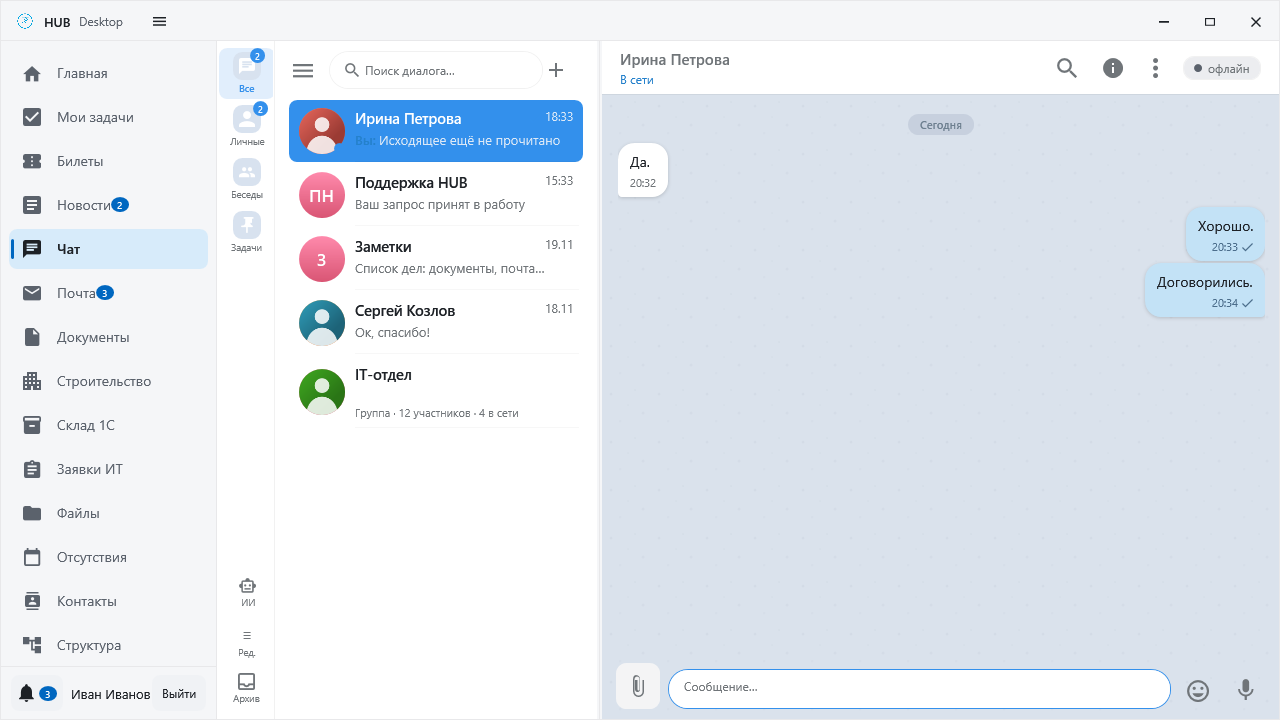 HUB Desktop
Главная
Мои задачи
Билеты
Новости 2
Чат
Почта 3
Документы
Строительство
Склад 1С
Заявки ИТ
Файлы
Отсутствия
Контакты
Структура
3 Иван Иванов Выйти
2
Все
2
Личные
Беседы
Задачи
ИИ
Ред.
Архив
Поиск диалога...
Ирина Петрова 18:33
Вы: Исходящее ещё не прочитано
ПН
Поддержка HUB 15:33
Ваш запрос принят в работу
З
Заметки 19.11
Список дел: документы, почта...
Сергей Козлов 18.11
Ок, спасибо!
IT-отдел
Группа · 12 участников · 4 в сети
Ирина Петрова
В сети
офлайн
Сегодня
Да.
20:32
Хорошо.
20:33
Договорились.
20:34
Сообщение...